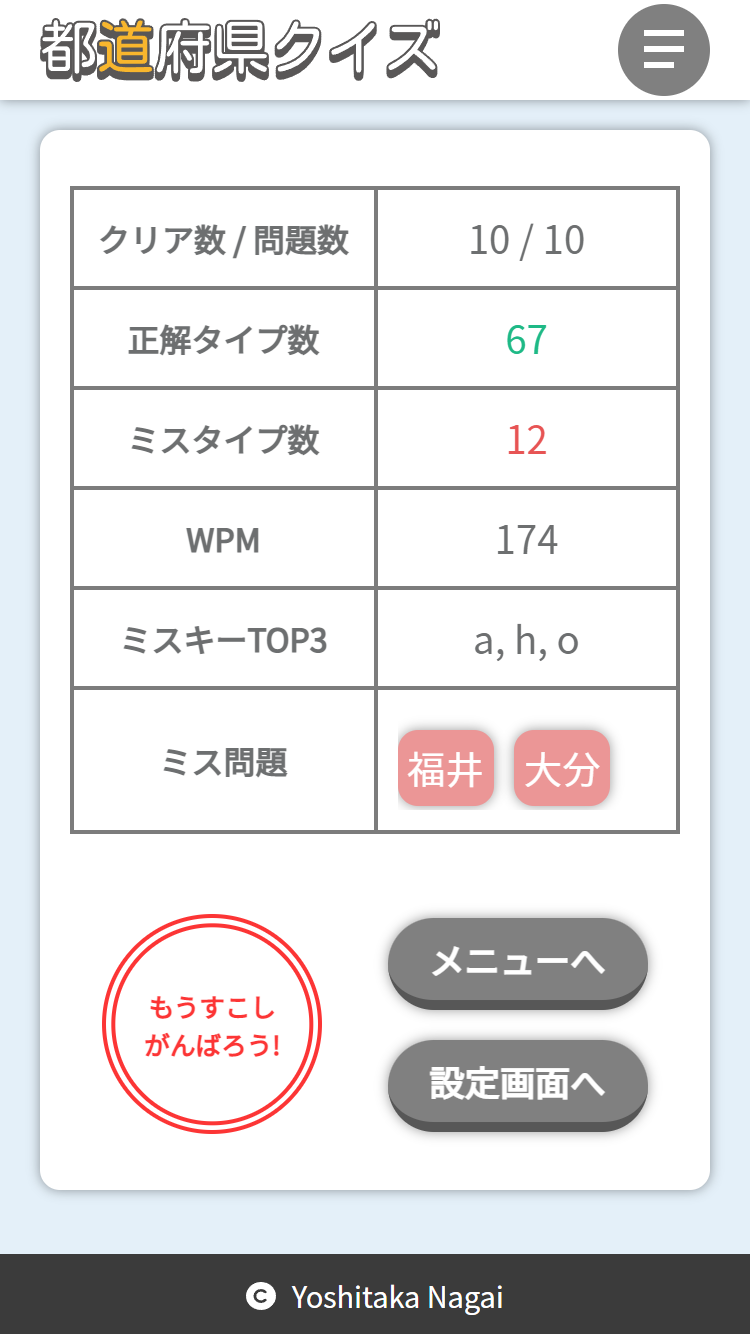 都道府県クイズ
クリア数 / 問題数 10 / 10
正解タイプ数 67
ミスタイプ数 12
WPM 174
ミスキーTOP3 a, h, o
ミス問題 福井 大分
もうすこし
がんばろう!
メニューへ
設定画面へ
© Yoshitaka Nagai